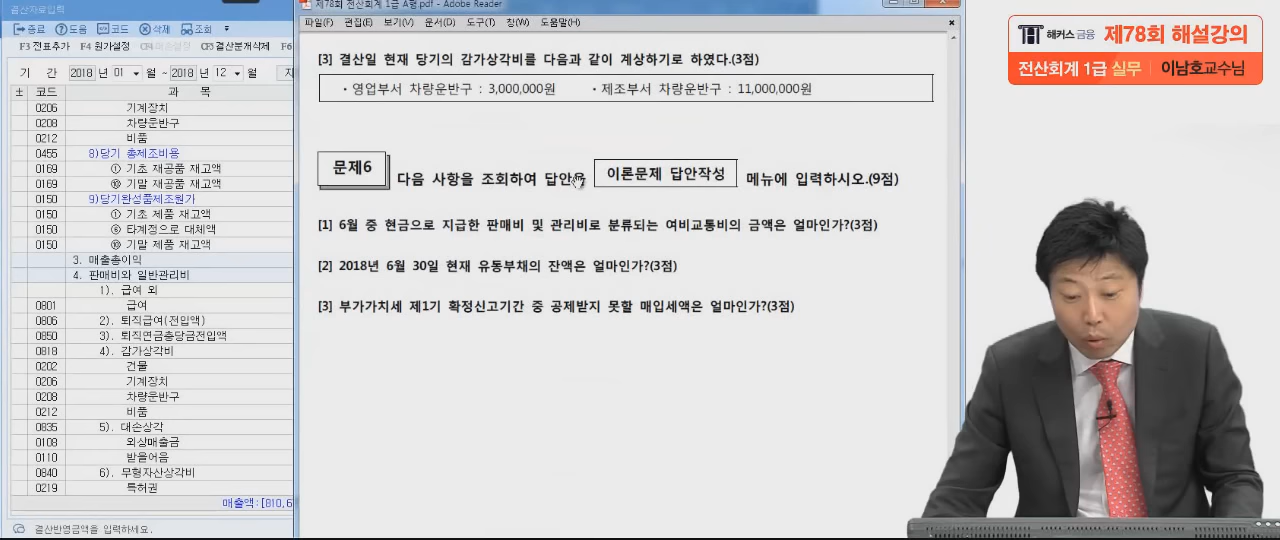 결산자료입력
종료 도움 코드 삭제 조회
F3 전표추가 F4 원가설정 CF5 결산분개삭제 F6
기 간 2018 년 01 월 ~ 2018 년 12 월
± 코드 과 목
0206 기계장치
0208 차량운반구
0212 비품
0455 8)당기 총제조비용
0169 ① 기초 재공품 재고액
0169 ⑩ 기말 재공품 재고액
0150 9)당기완성품제조원가
0150 ① 기초 제품 재고액
0150 ⑥ 타계정으로 대체액
0150 ⑩ 기말 제품 재고액
3. 매출총이익
4. 판매비와 일반관리비
1). 급여 외
0801 급여
0806 2). 퇴직급여(전입액)
0850 3). 퇴직연금충당금전입액
0818 4). 감가상각비
0202 건물
0206 기계장치
0208 차량운반구
0212 비품
0835 5). 대손상각
0108 외상매출금
0110 받을어음
0840 6). 무형자산상각비
0219 특허권
매출액:[810,6
결산반영금액을 입력하세요.
제78회 전산회계 1급 A형.pdf - Adobe Reader
파일(F) 편집(E) 보기(V) 문서(D) 도구(T) 창(W) 도움말(H)
[3] 결산일 현재 당기의 감가상각비를 다음과 같이 계상하기로 하였다.(3점)
・영업부서 차량운반구 : 3,000,000원 ・제조부서 차량운반구 : 11,000,000원
문제6 다음 사항을 조회하여 답안을 이론문제 답안작성 메뉴에 입력하시오.(9점)
[1] 6월 중 현금으로 지급한 판매비 및 관리비로 분류되는 여비교통비의 금액은 얼마인가?(3점)
[2] 2018년 6월 30일 현재 유동부채의 잔액은 얼마인가?(3점)
[3] 부가가치세 제1기 확정신고기간 중 공제받지 못할 매입세액은 얼마인가?(3점)
해커스 금융 제78회 해설강의
전산회계 1급 실무 이남호교수님